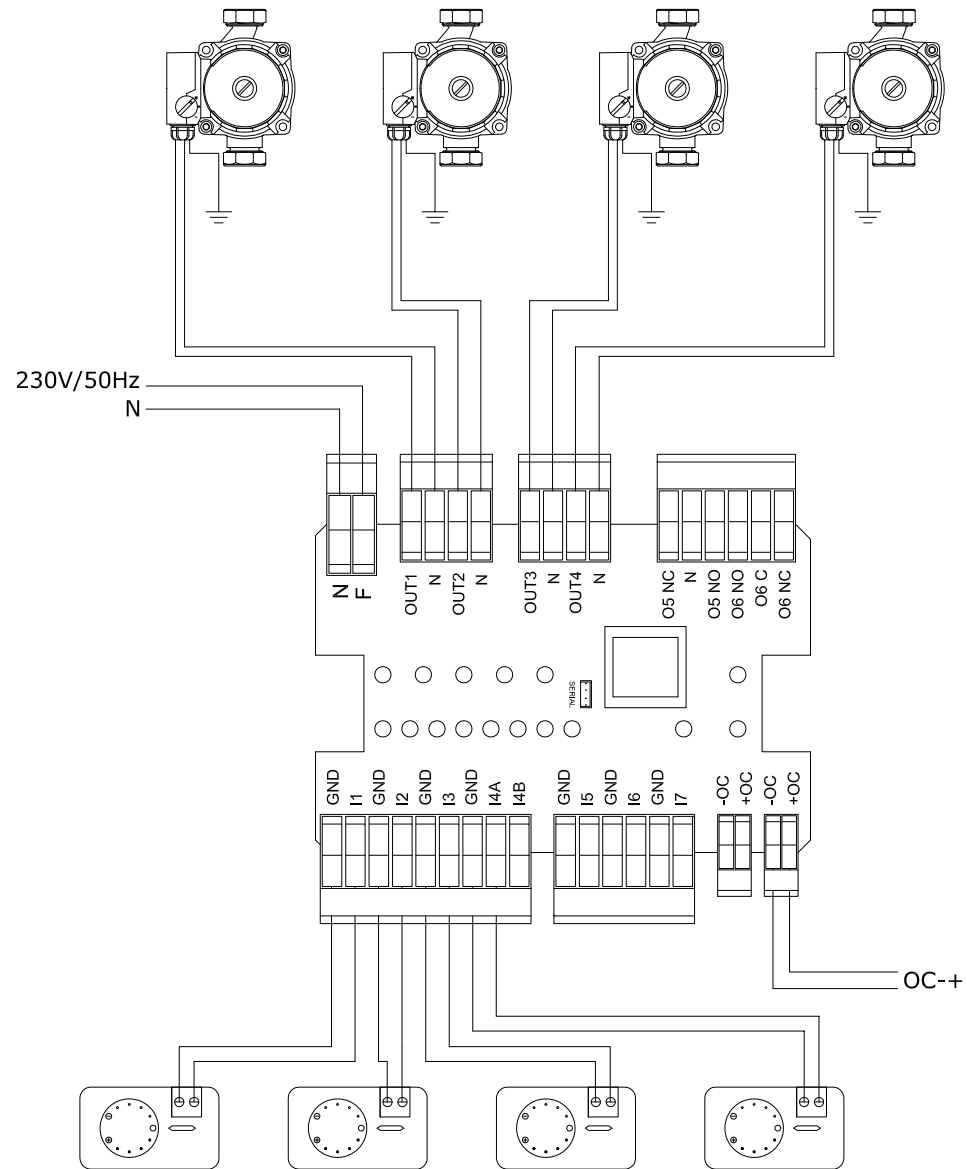 230V/50Hz
N
N
F
OUT1
N
OUT2
N
OUT3
N
OUT4
N
O5 NC
N
O5 NO
O6 NO
O6 C
O6 NC
SERIAL
GND
I1
GND
I2
GND
I3
GND
I4A
I4B
GND
I5
GND
I6
GND
I7
-OC
+OC
-OC
+OC
OC-+